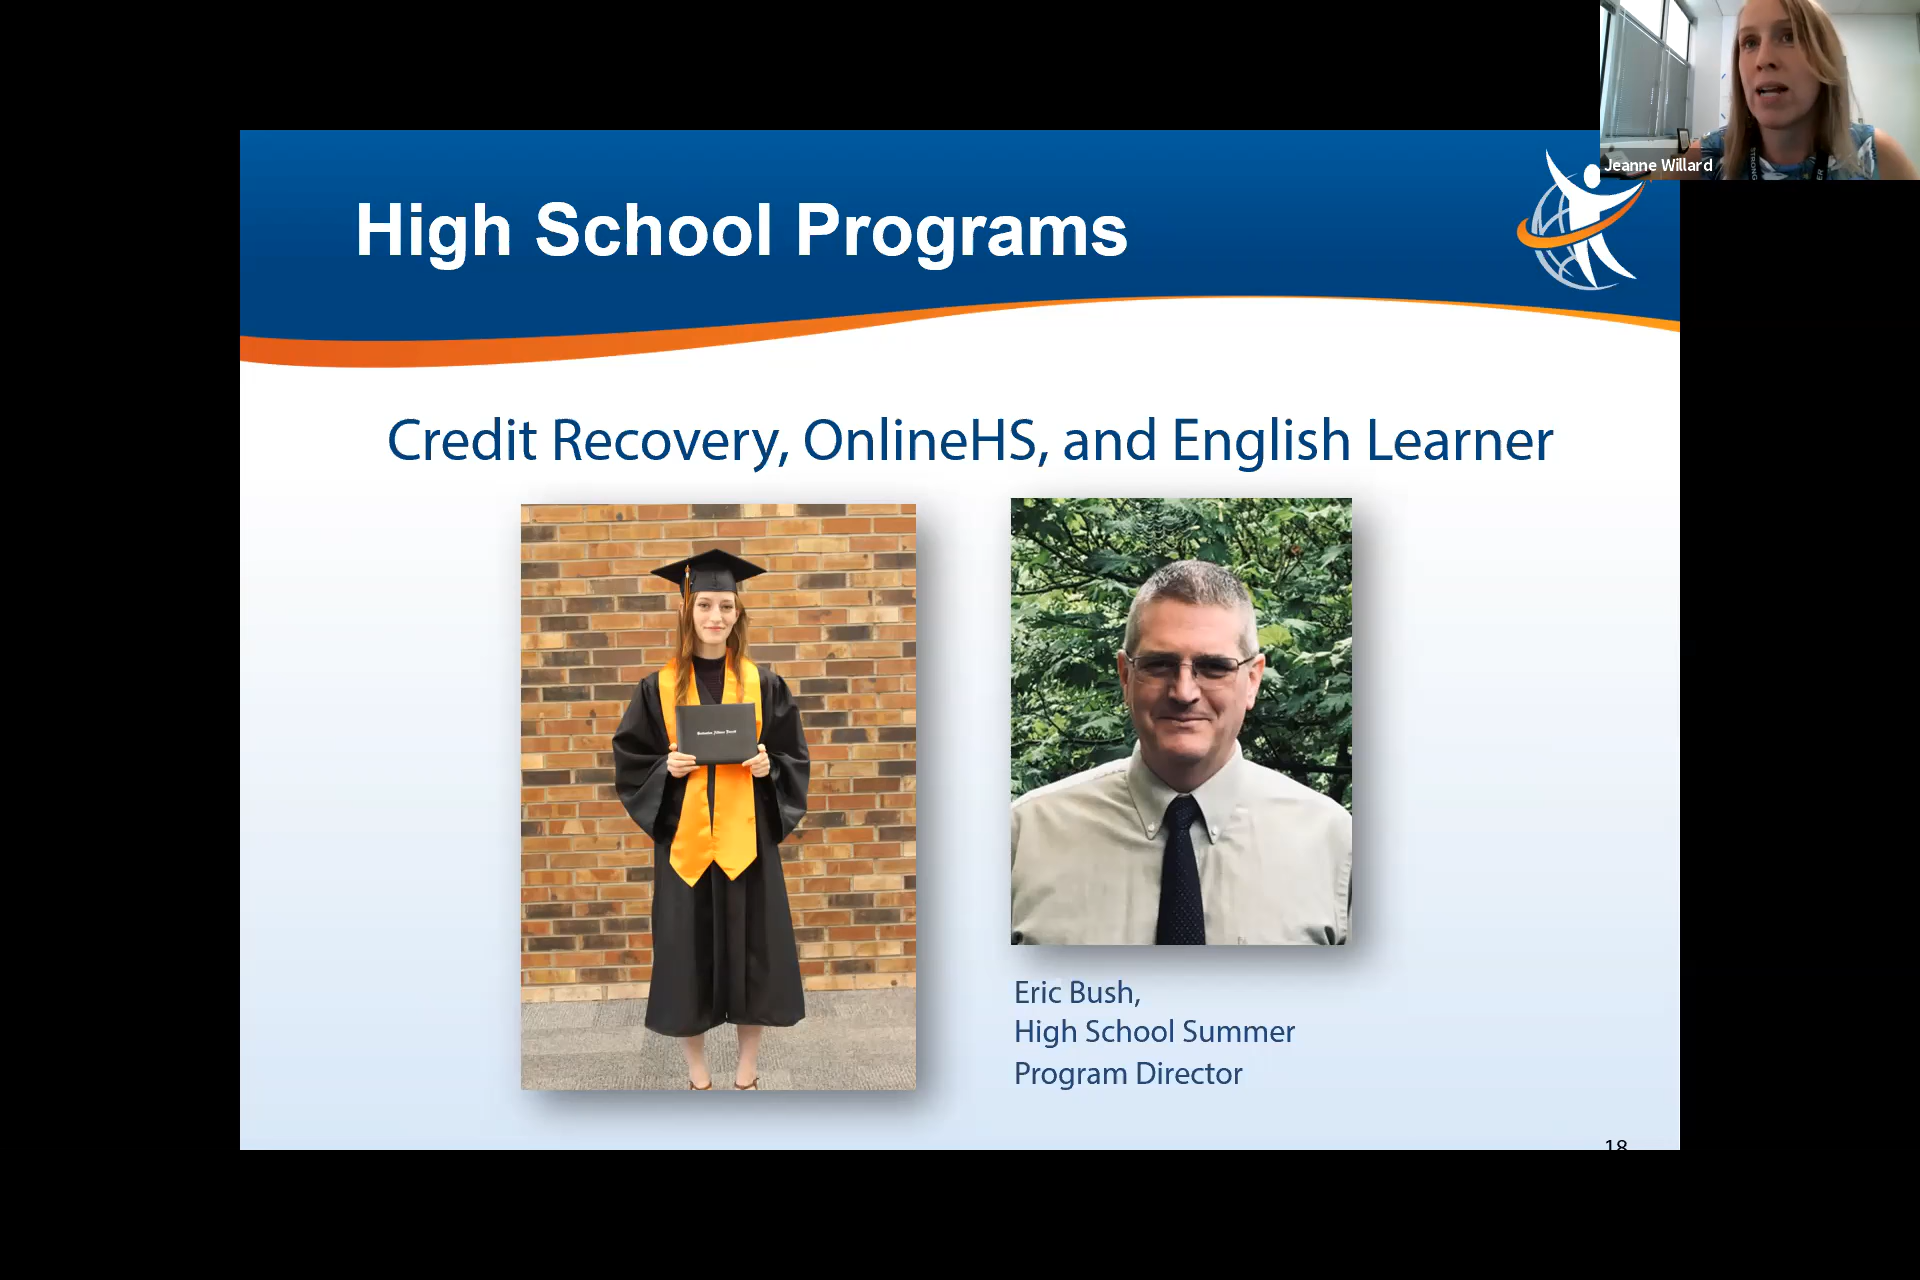 High School Programs
Jeanne Willard
Credit Recovery, OnlineHS, and English Learner
Eric Bush,
High School Summer
Program Director
18